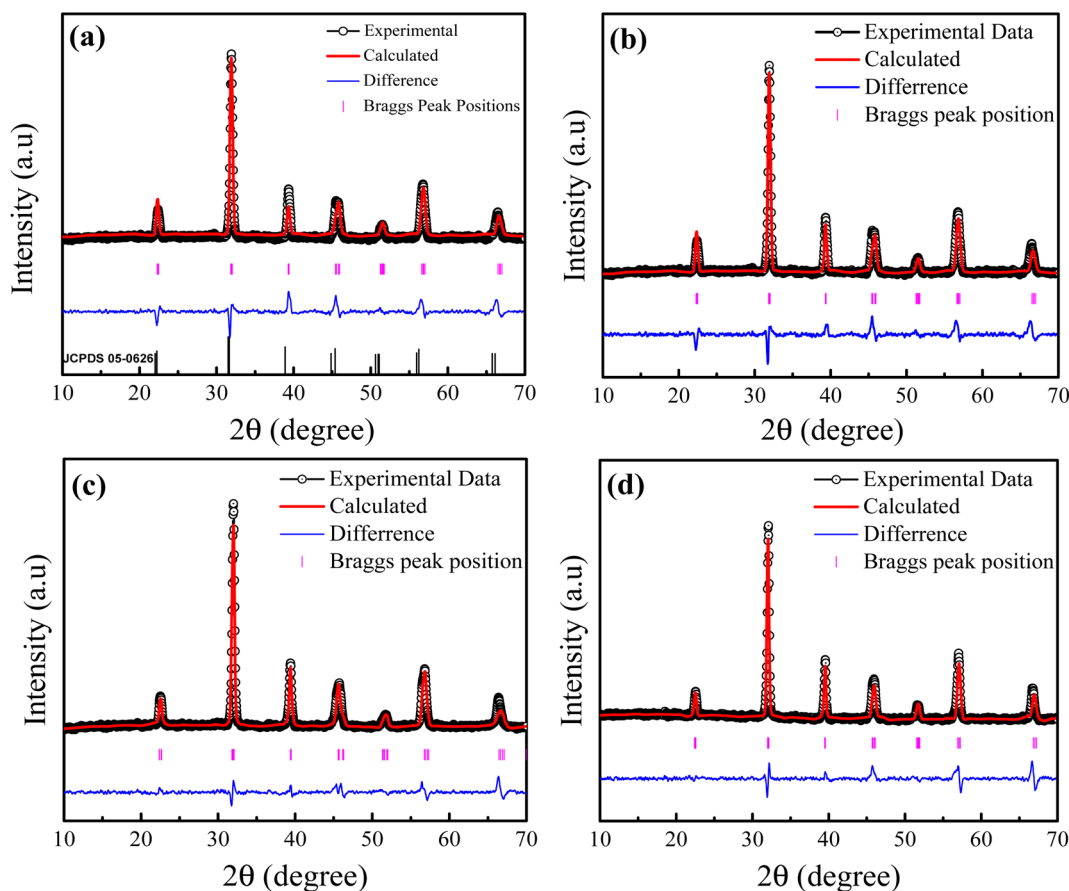 (a)
Experimental
Calculated
Difference
Braggs Peak Positions
Intensity (a.u)
JCPDS 05-0626
10 20 30 40 50 60 70
2θ (degree)
(b)
Experimental Data
Calculated
Differrence
Braggs peak position
Intensity (a.u)
10 20 30 40 50 60 70
2θ (degree)
(c)
Experimental Data
Calculated
Differrence
Braggs peak position
Intensity (a.u)
10 20 30 40 50 60 70
2θ (degree)
(d)
Experimental Data
Calculated
Differrence
Braggs peak position
Intensity (a.u)
10 20 30 40 50 60 70
2θ (degree)